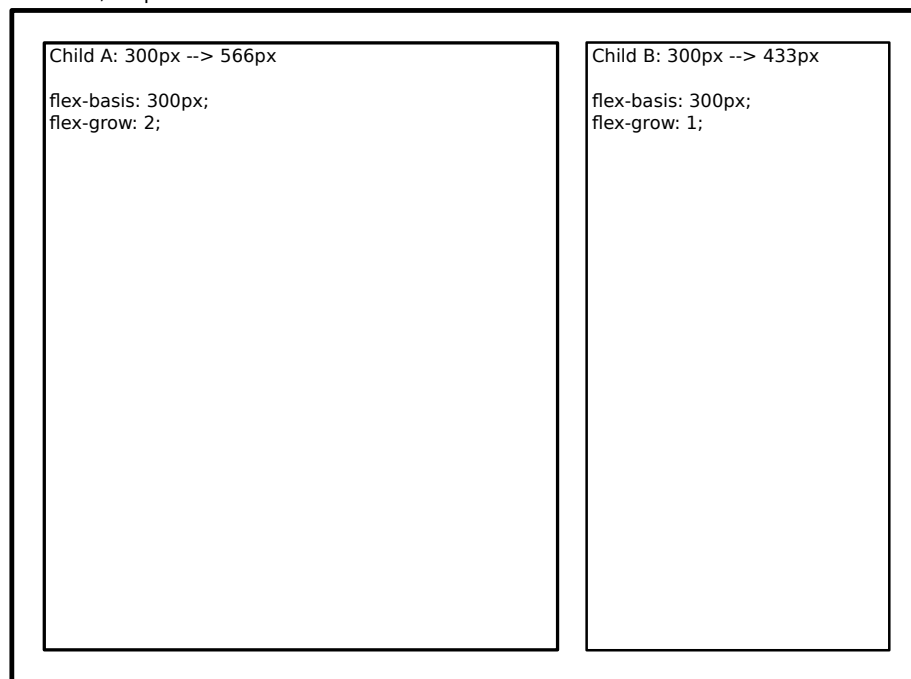 Child A: 300px --> 566px
flex-basis: 300px;
flex-grow: 2;
Child B: 300px --> 433px
flex-basis: 300px;
flex-grow: 1;